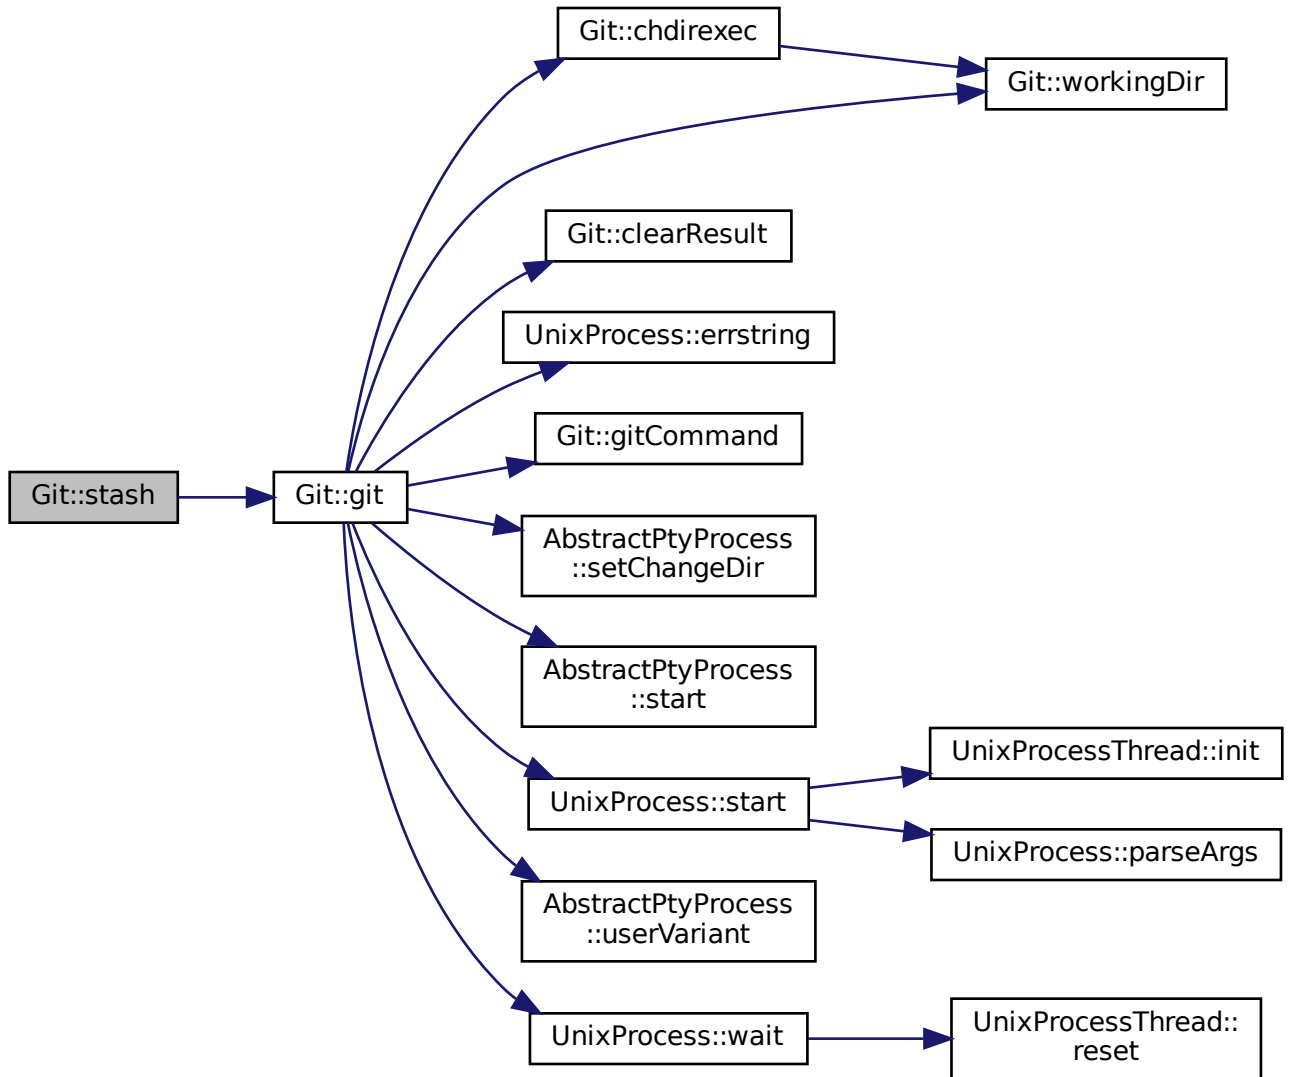 Git::chdirexec
Git::workingDir
Git::clearResult
UnixProcess::errstring
Git::gitCommand
Git::stash
Git::git
AbstractPtyProcess
::setChangeDir
AbstractPtyProcess
::start
UnixProcessThread::init
UnixProcess::start
UnixProcess::parseArgs
AbstractPtyProcess
::userVariant
UnixProcess::wait
UnixProcessThread::
reset